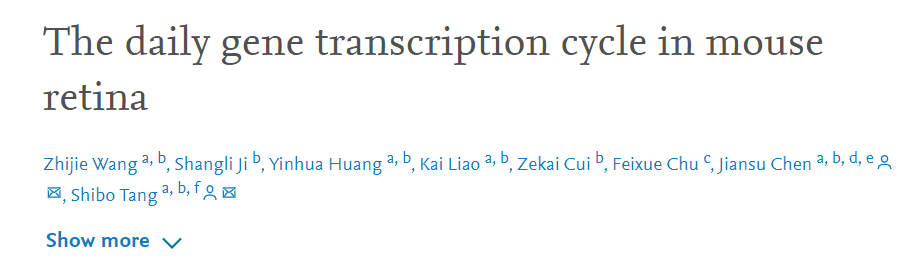 The daily gene transcription cycle in mouse
retina
Zhijie Wang a, b, Shangli Ji b, Yinhua Huang a, b, Kai Liao a, b, Zekai Cui b, Feixue Chu c, Jiansu Chen a, b, d, e
, Shibo Tang a, b, f
Show more